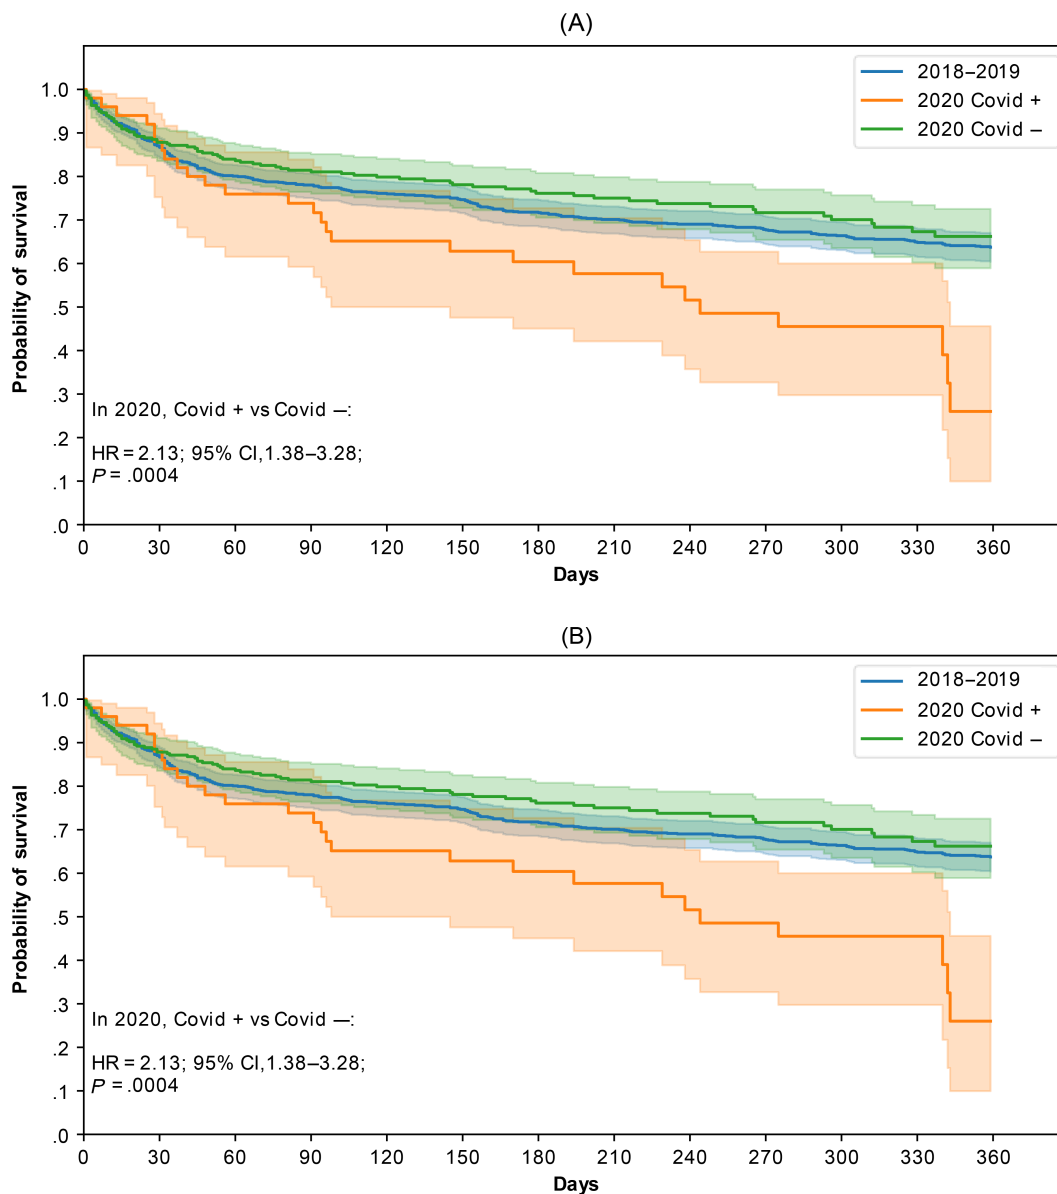 (A)
2018–2019
2020 Covid +
2020 Covid –
1.0
.9
.8
.7
.6
.5
.4
.3
.2
.1
.0
Probability of survival
In 2020, Covid + vs Covid –:
HR = 2.13; 95% CI,1.38–3.28;
P = .0004
0 30 60 90 120 150 180 210 240 270 300 330 360
Days
(B)
2018–2019
2020 Covid +
2020 Covid –
1.0
.9
.8
.7
.6
.5
.4
.3
.2
.1
.0
Probability of survival
In 2020, Covid + vs Covid –:
HR = 2.13; 95% CI,1.38–3.28;
P = .0004
0 30 60 90 120 150 180 210 240 270 300 330 360
Days